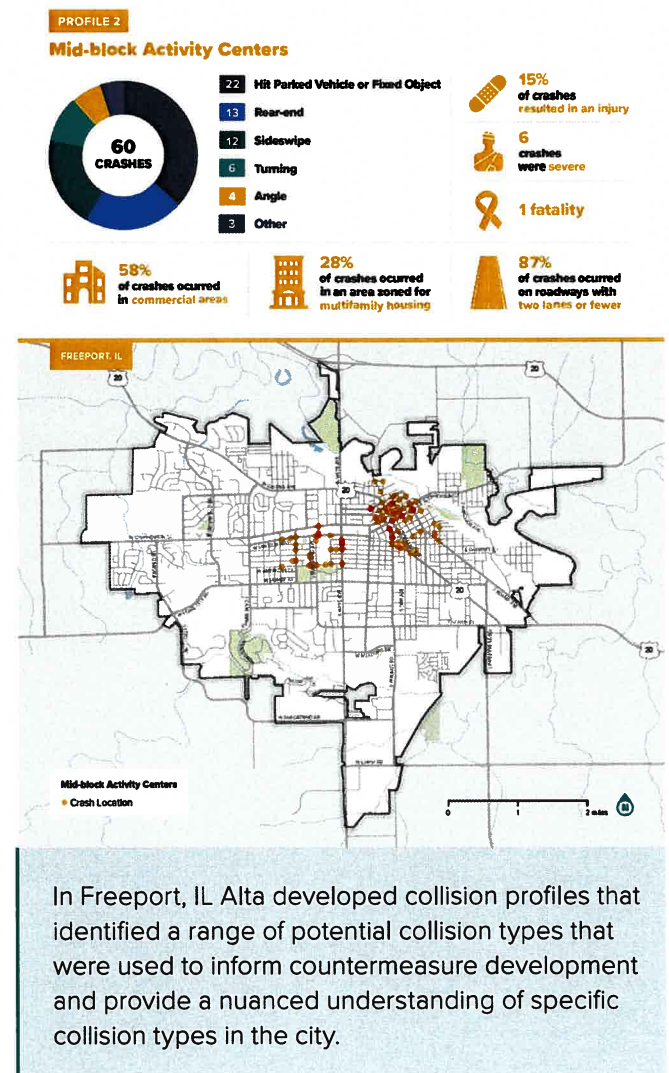 PROFILE 2
Mid-block Activity Centers
60
CRASHES
22 Hit Parked Vehicle or Fixed Object
13 Rear-end
12 Sideswipe
6 Turning
4 Angle
3 Other
15%
of crashes
resulted in an injury
6
crashes
were severe
1 fatality
58%
of crashes ocurred
in commercial areas
28%
of crashes ocurred
in an area zoned for
multifamily housing
87%
of crashes ocurred
on roadways with
two lanes or fewer
FREEPORT, IL
20
20
20
20
20
Mid-block Activity Centers
Crash Location
0 1 2 miles
In Freeport, IL Alta developed collision profiles that
identified a range of potential collision types that
were used to inform countermeasure development
and provide a nuanced understanding of specific
collision types in the city.